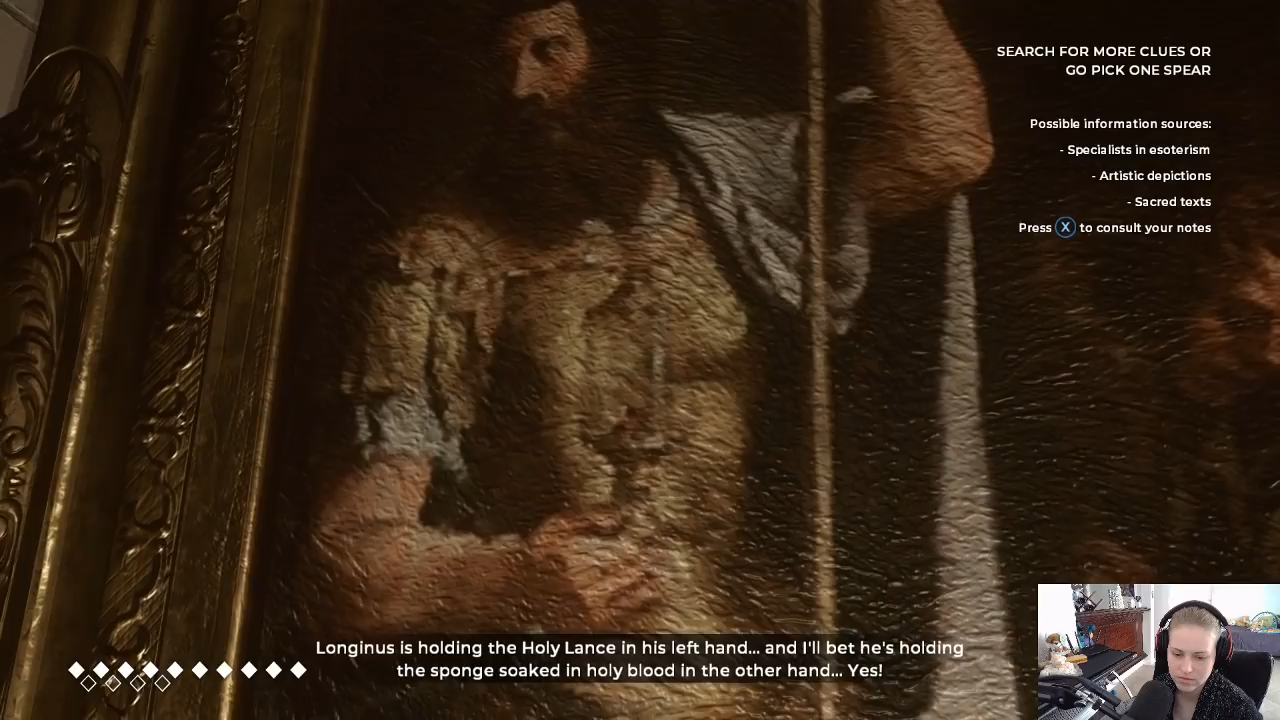 SEARCH FOR MORE CLUES OR
GO PICK ONE SPEAR
Possible information sources:
- Specialists in esoterism
- Artistic depictions
- Sacred texts
Press X to consult your notes
Longinus is holding the Holy Lance in his left hand... and I'll bet he's holding
the sponge soaked in holy blood in the other hand... Yes!